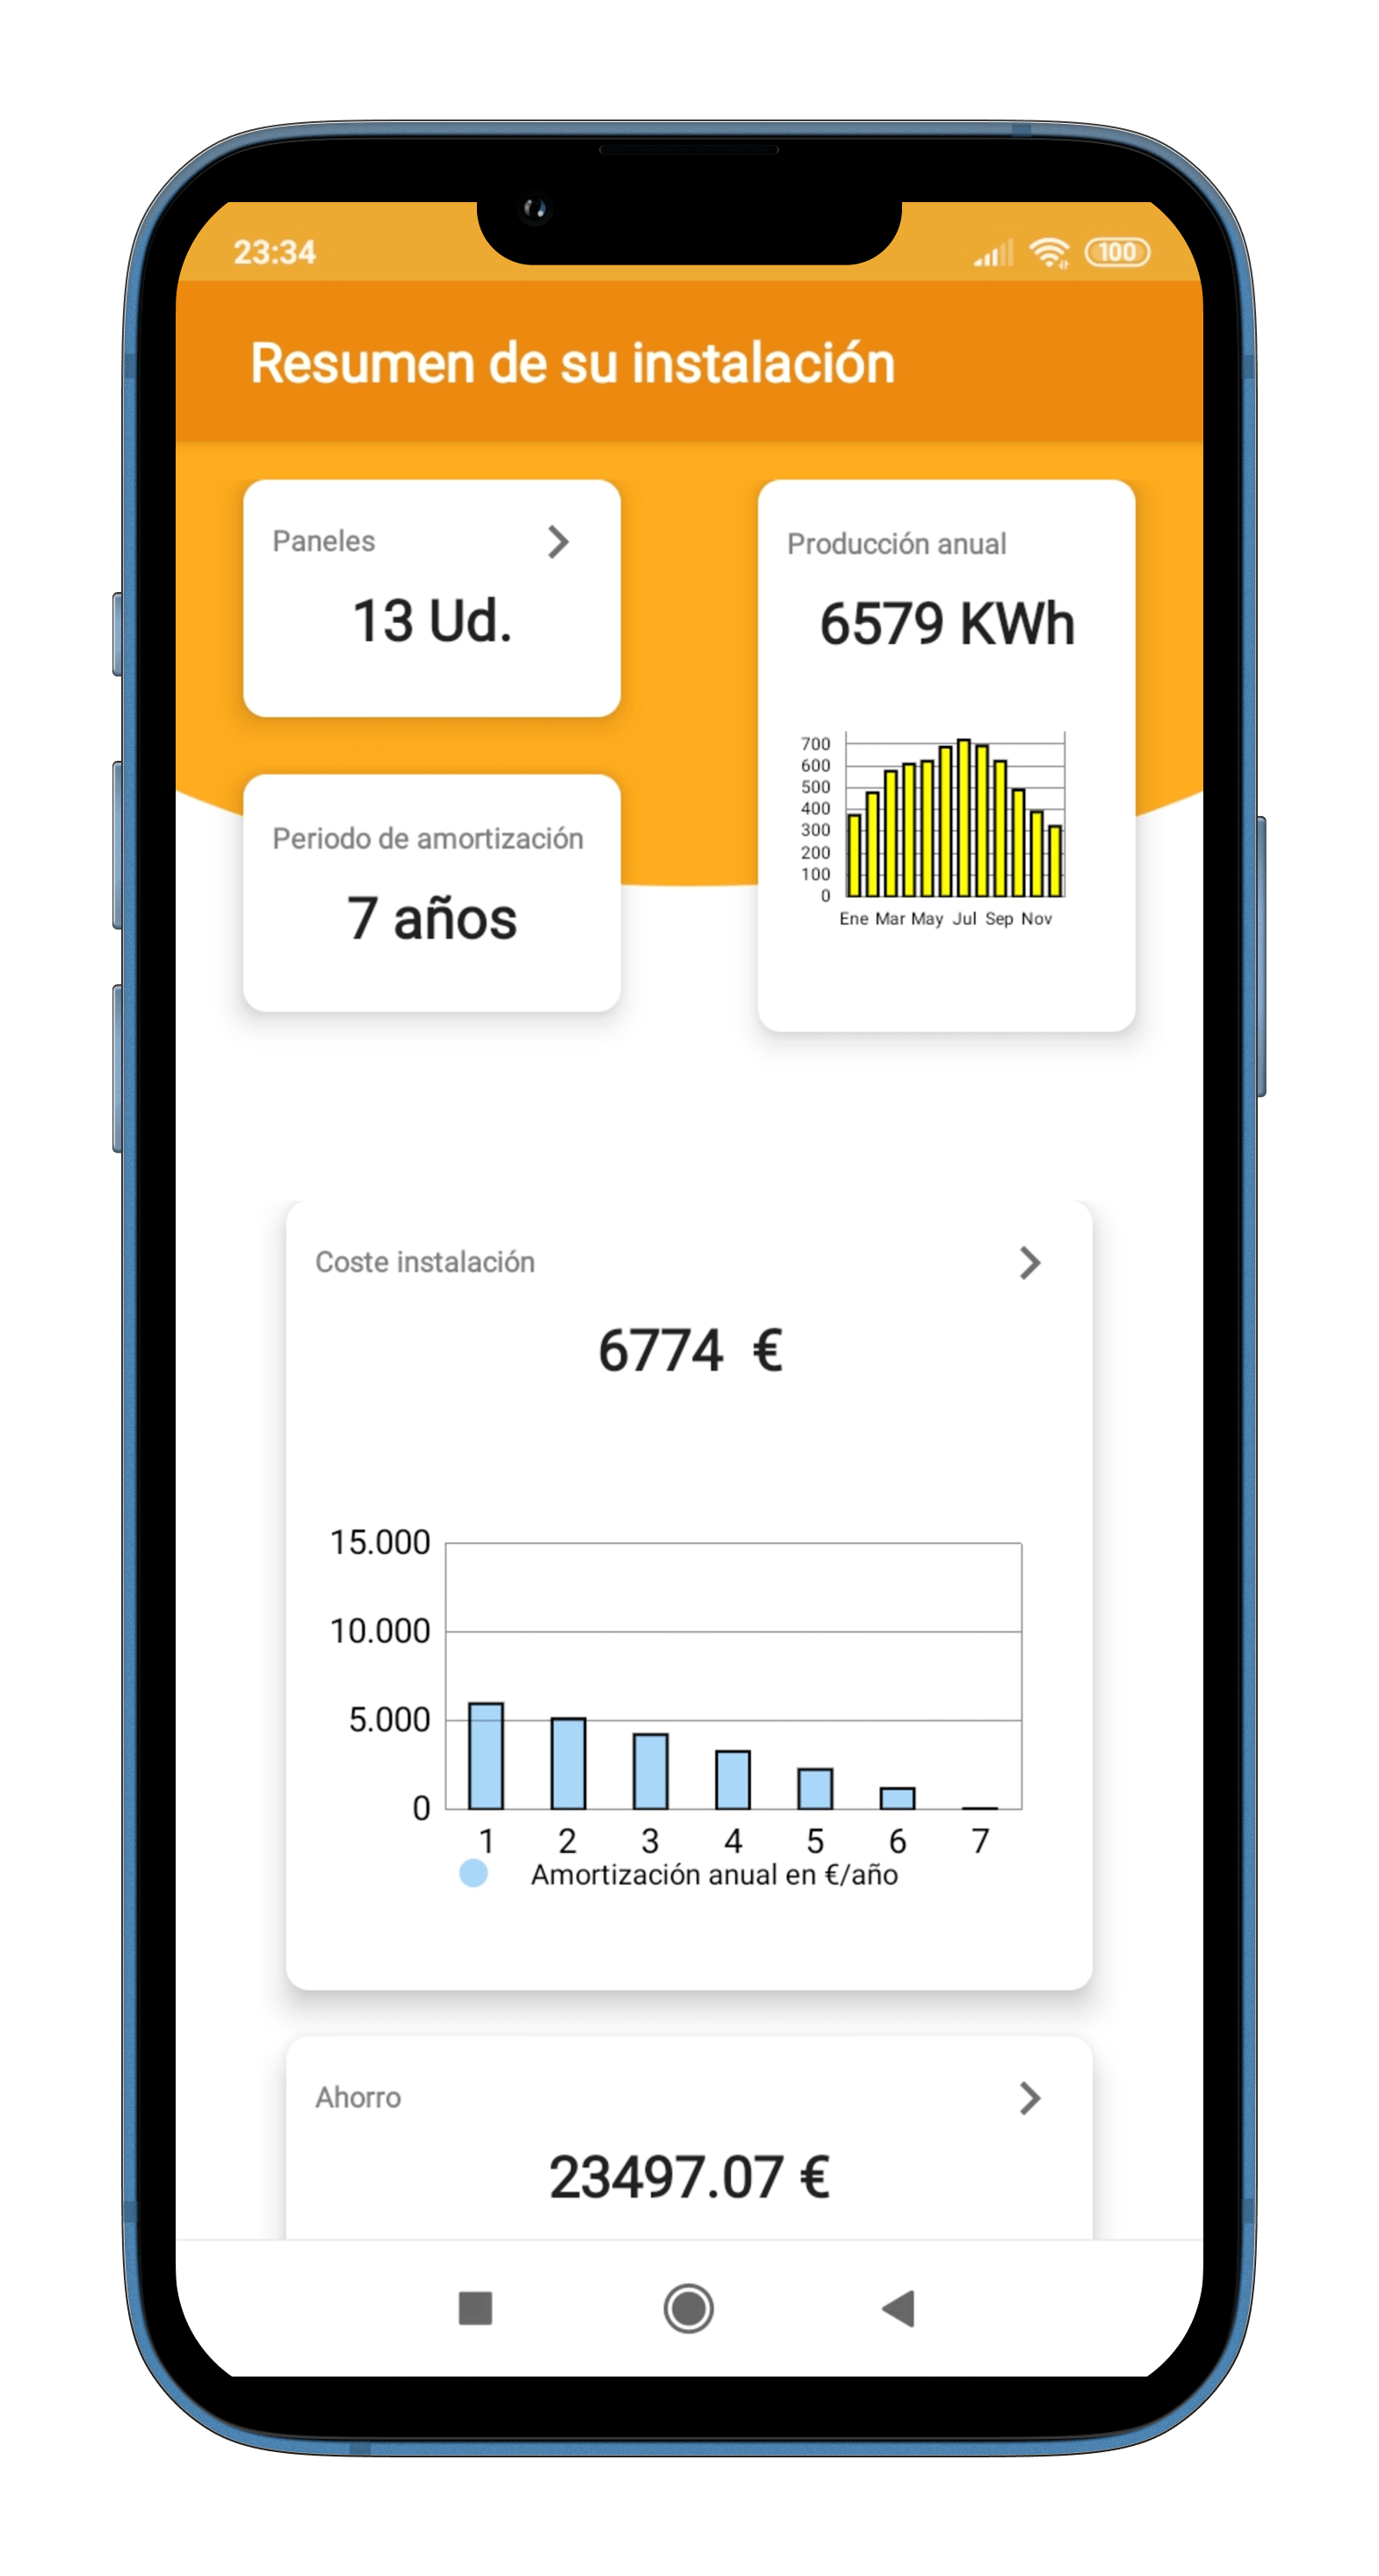 23:34
100
Resumen de su instalación
Paneles
13 Ud.
Periodo de amortización
7 años
Producción anual
6579 KWh
700
600
500
400
300
200
100
0
Ene Mar May Jul Sep Nov
Coste instalación
6774 €
15.000
10.000
5.000
0
1 2 3 4 5 6 7
Amortización anual en €/año
Ahorro
23497.07 €